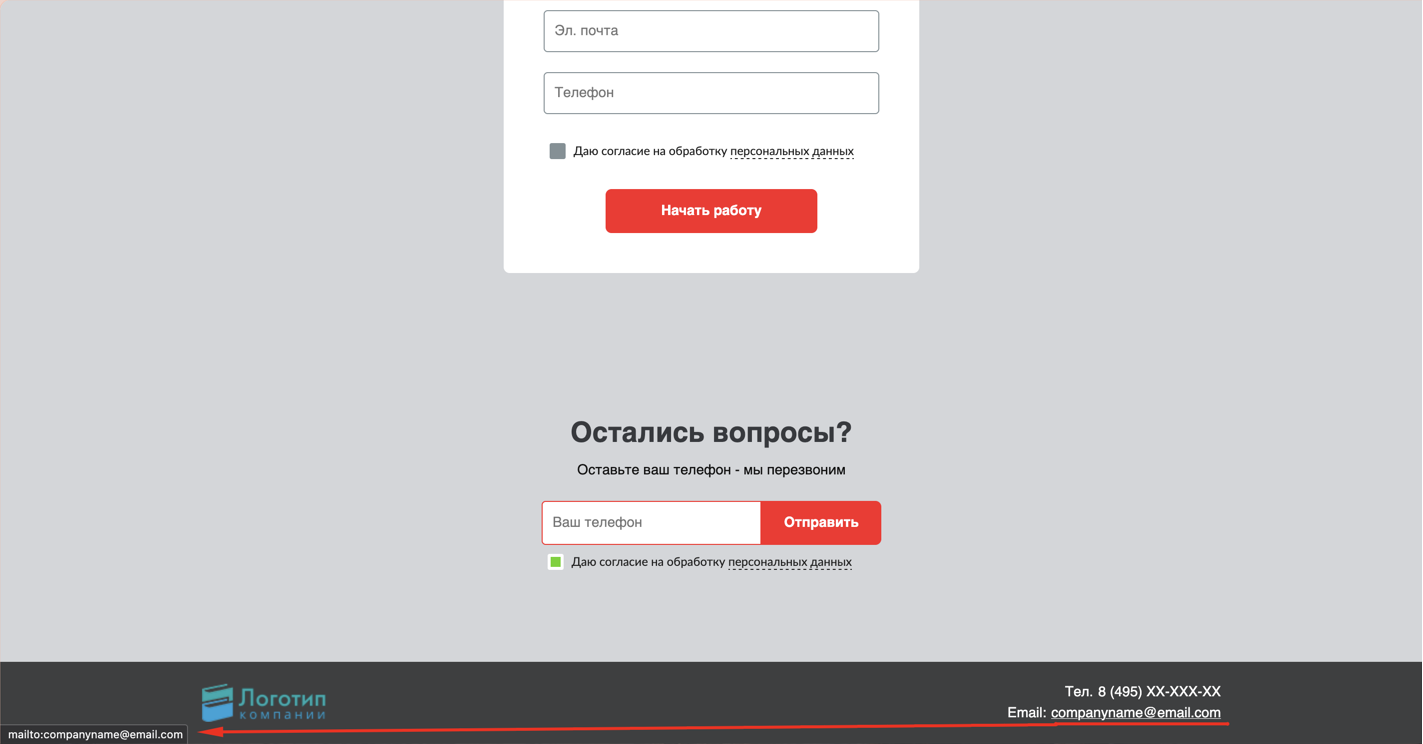 Эл. почта
Телефон
Даю согласие на обработку персональных данных
Начать работу
Остались вопросы?
Оставьте ваш телефон - мы перезвоним
Ваш телефон
Отправить
Даю согласие на обработку персональных данных
Логотип
компании
Тел. 8 (495) XX-XXX-XX
Email: companyname@email.com
mailto:companyname@email.com